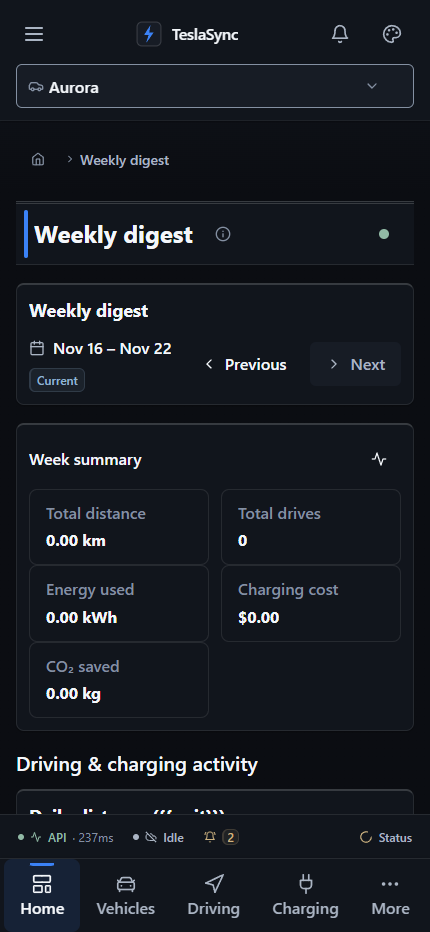 TeslaSync
Aurora
Weekly digest
Weekly digest
Weekly digest
Nov 16 – Nov 22
Current
Previous
Next
Week summary
Total distance
0.00 km
Total drives
0
Energy used
0.00 kWh
Charging cost
$0.00
CO₂ saved
0.00 kg
Driving & charging activity
API · 237ms
Idle
2
Status
Home
Vehicles
Driving
Charging
More